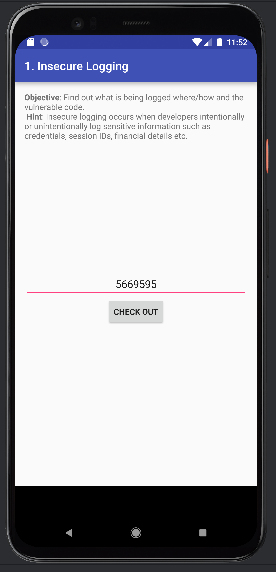 11:52
1. Insecure Logging
Objective: Find out what is being logged where/how and the
vulnerable code.
Hint: Insecure logging occurs when developers intentionally
or unintentionally log sensitive information such as
credentials, session IDs, financial details etc.
5669595
CHECK OUT